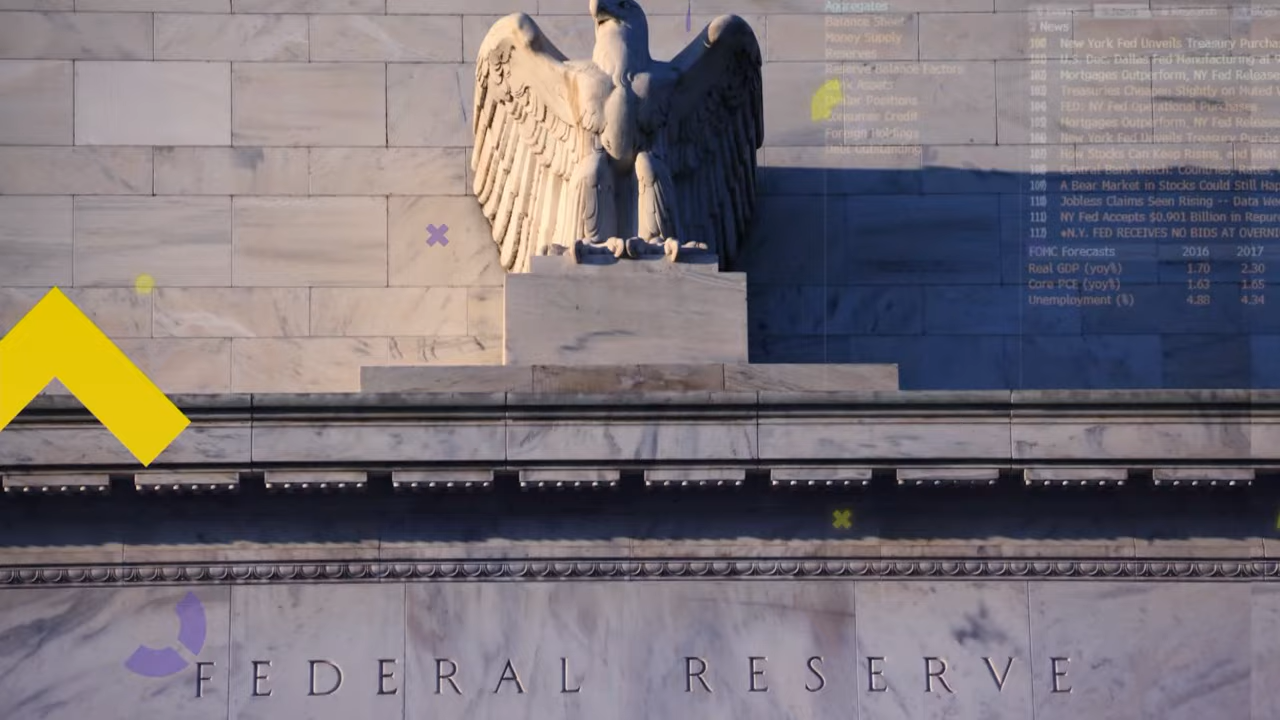 Aggregates
Balance Sheet
Money Supply
Reserves
Reserve Balance Factors
Bank Assets
Dealer Positions
Consumer Credit
Foreign Holdings
Debt Outstanding
News
New York Fed Unveils Treasury Purcha
U.S. Dec. Dallas Fed Manufacturing at
Mortgages Outperform, NY Fed Release
Treasuries Cheapen Slightly on Muted
FED: NY Fed Operational Purchases
Mortgages Outperform, NY Fed Release
New York Fed Unveils Treasury Purcha
How Stocks Can Keep Rising, and What
Central Bank Watch: Countries, Rates,
A Bear Market in Stocks Could Still Hap
110 Jobless Claims Seen Rising -- Data We
NY Fed Accepts $0.901 Billion in Repur
N.Y. FED RECEIVES NO BIDS AT OVERNI
FOMC Forecasts 2016 2017
Real GDP (yoy%) 1.70 2.30
Core PCE (yoy%) 1.63 1.65
Unemployment (%) 4.88 4.34
FEDERAL RESERVE